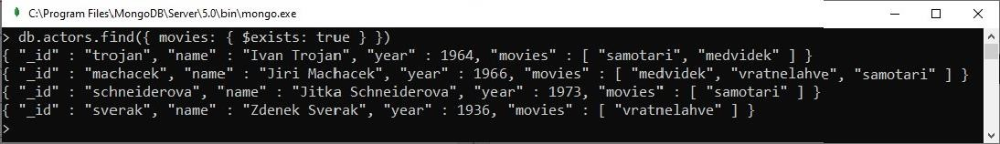 C:\Program Files\MongoDB\Server\5.0\bin\mongo.exe
> db.actors.find({ movies: { $exists: true } })
{ "_id" : "trojan", "name" : "Ivan Trojan", "year" : 1964, "movies" : [ "samotari", "medvidek" ] }
{ "_id" : "machacek", "name" : "Jiri Machacek", "year" : 1966, "movies" : [ "medvidek", "vratnelahve", "samotari" ] }
{ "_id" : "schneiderova", "name" : "Jitka Schneiderova", "year" : 1973, "movies" : [ "samotari" ] }
{ "_id" : "sverak", "name" : "Zdenek Sverak", "year" : 1936, "movies" : [ "vratnelahve" ] }
>